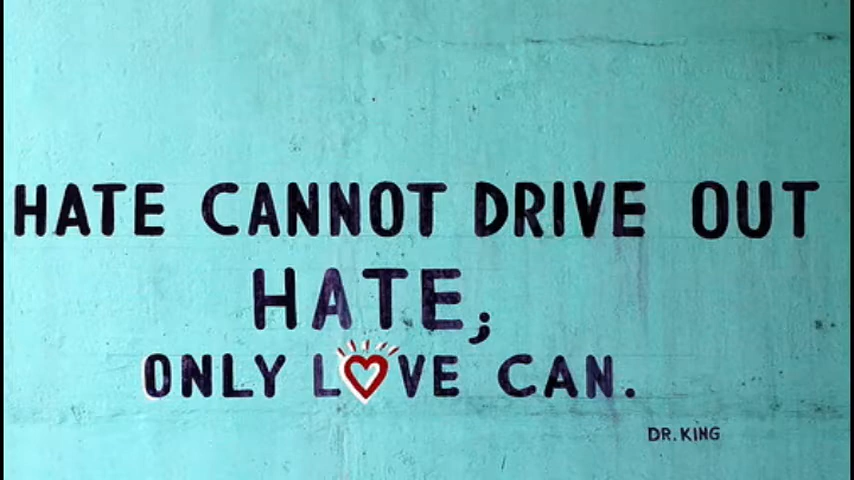 HATE CANNOT DRIVE OUT
HATE;
ONLY LOVE CAN.
DR. KING